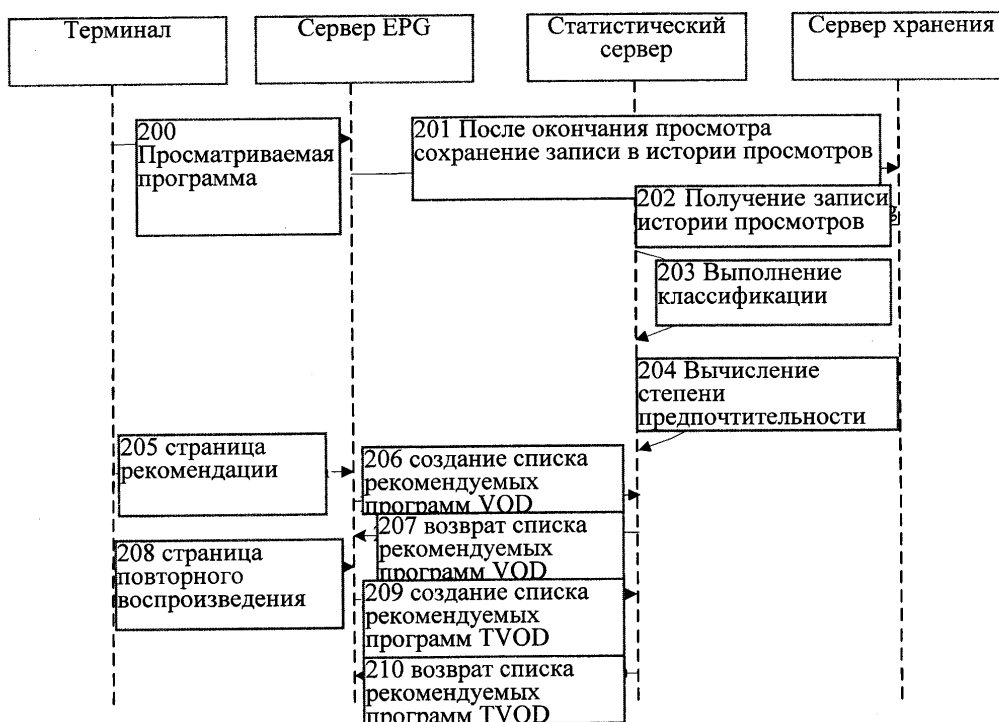 Терминал
Сервер EPG
Статистический
сервер
Сервер хранения
200
Просматриваемая
программа
201 После окончания просмотра
сохранение записи в истории просмотров
202 Получение записи
истории просмотров
203 Выполнение
классификации
204 Вычисление
степени
предпочтительности
205 страница
рекомендации
206 создание списка
рекомендуемых
программ VOD
207 возврат списка
рекомендуемых
программ VOD
208 страница
повторного
воспроизведения
209 создание списка
рекомендуемых
программ TVOD
210 возврат списка
рекомендуемых
программ TVOD